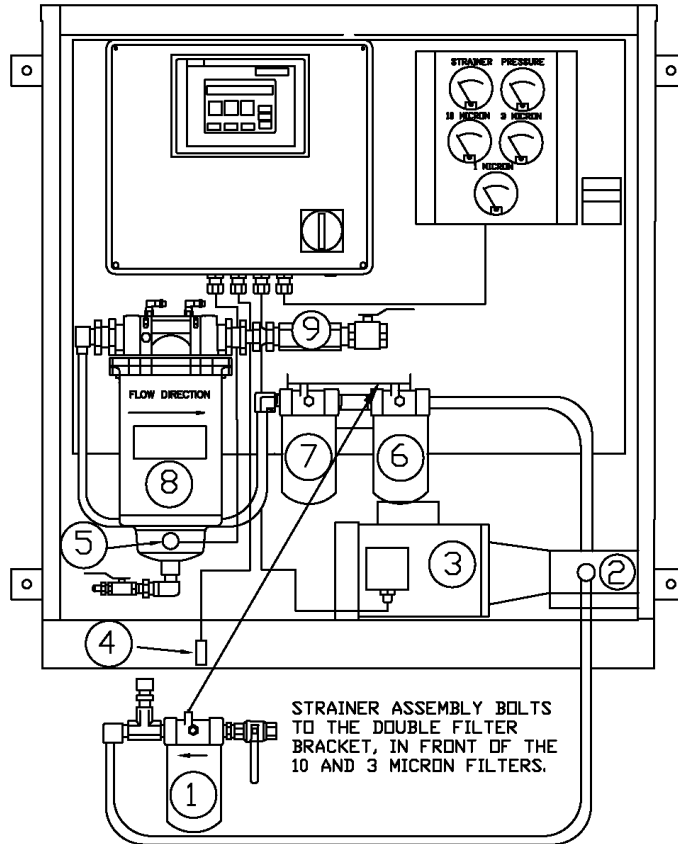 STRAINER PRESSURE
10 MICRON 3 MICRON
1 MICRON
9
FLOW DIRECTION
7
6
8
5
3
2
4
STRAINER ASSEMBLY BOLTS
TO THE DOUBLE FILTER
BRACKET, IN FRONT OF THE
10 AND 3 MICRON FILTERS.
1